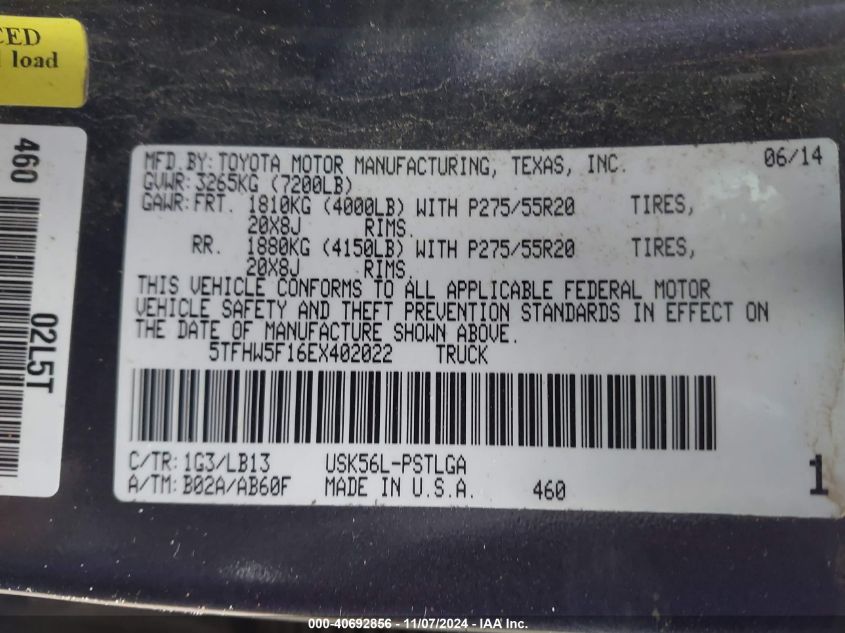 CED
load
460
02L5T
MFD.BY:TOYOTA MOTOR MANUFACTURING, TEXAS, INC. 06/14
GVWR:3265KG (7200LB)
GAWR:FRT. 1810KG (4000LB) WITH P275/55R20 TIRES,
20X8J RIMS.
RR. 1880KG (4150LB) WITH P275/55R20 TIRES,
20X8J RIMS.
THIS VEHICLE CONFORMS TO ALL APPLICABLE FEDERAL MOTOR
VEHICLE SAFETY AND THEFT PREVENTION STANDARDS IN EFFECT ON
THE DATE OF MANUFACTURE SHOWN ABOVE.
5TFHW5F16EX402022 TRUCK
C/TR:1G3/LB13 USK56L-PSTLGA
A/TM:B02A/AB60F MADE IN U.S.A. 460 1
000-40692856 - 11/07/2024 - IAA Inc.